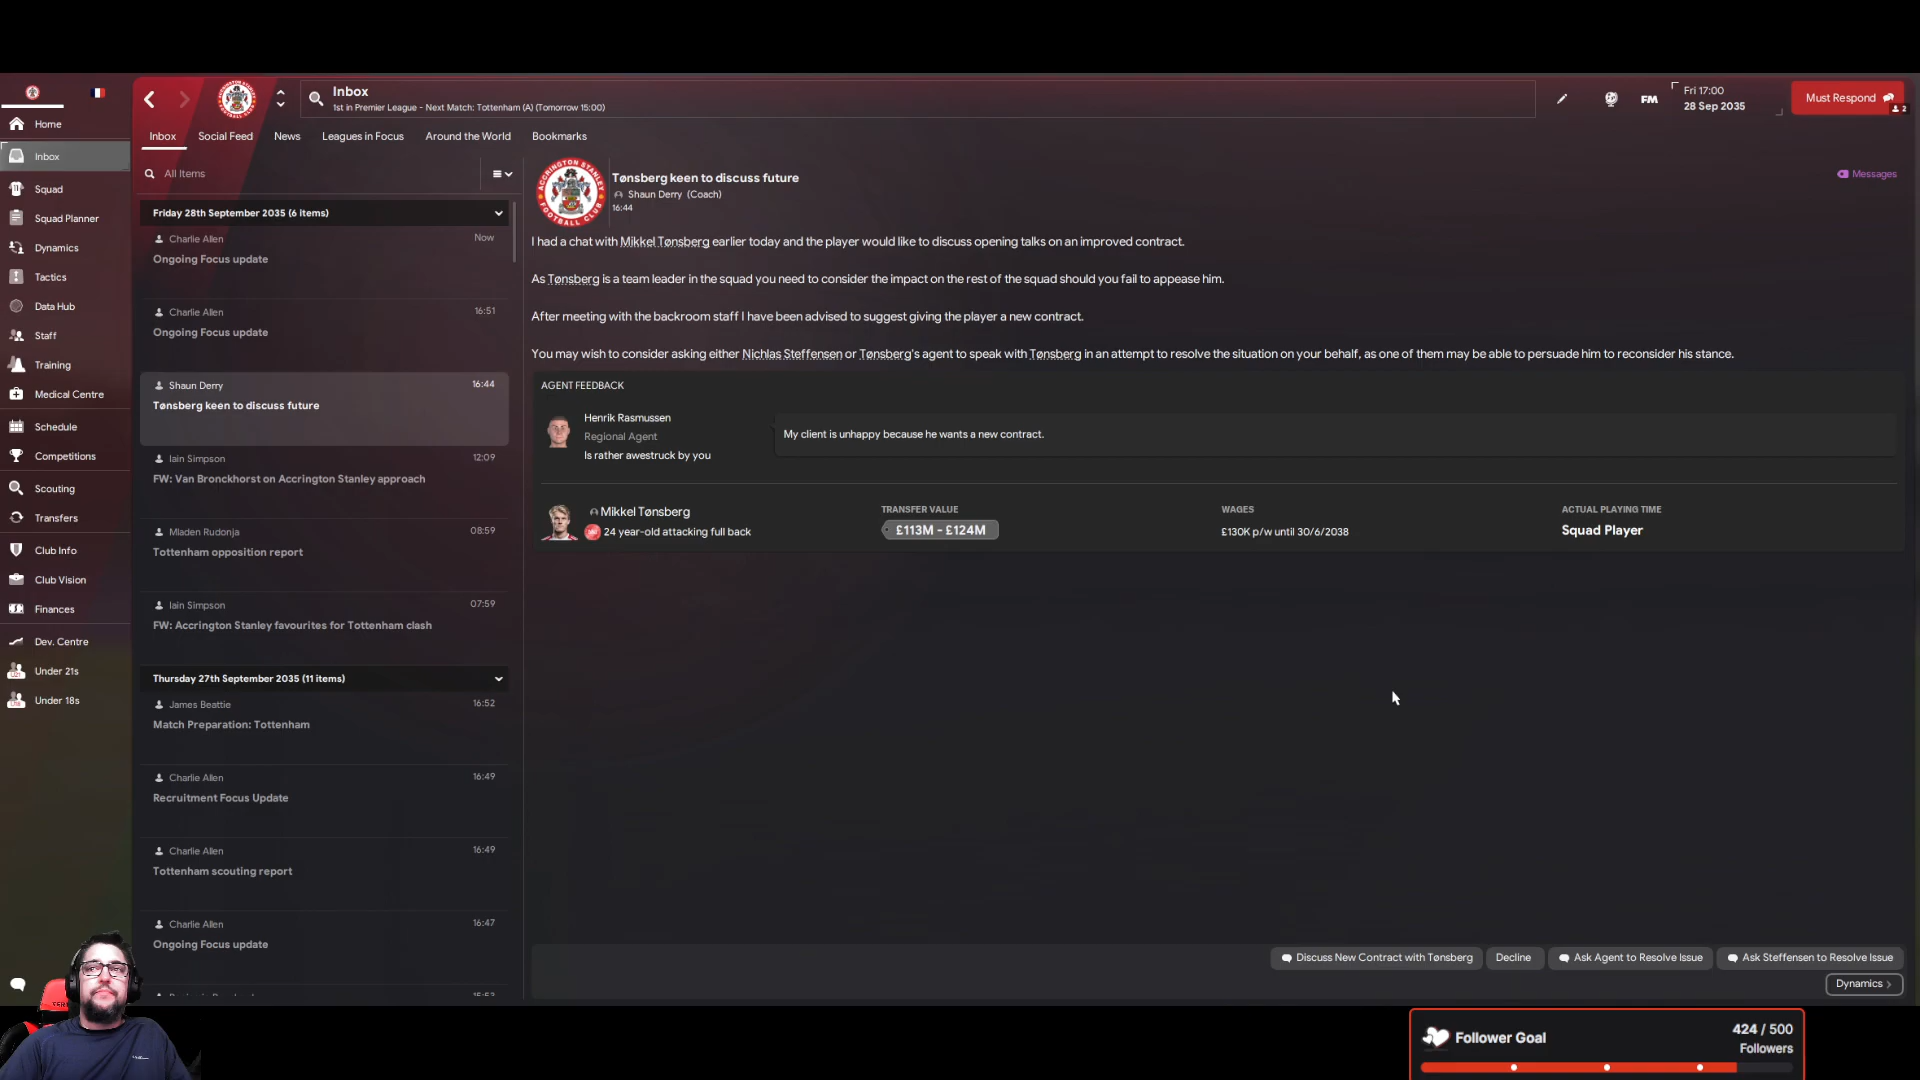 Inbox
1st in Premier League - Next Match: Tottenham (A) (Tomorrow 15:00)
FM
Fri 17:00
28 Sep 2035
Must Respond
2
Home
Inbox
Squad
Squad Planner
Dynamics
Tactics
Data Hub
Staff
Training
Medical Centre
Schedule
Competitions
Scouting
Transfers
Club Info
Club Vision
Finances
Dev. Centre
Under 21s
Under 18s
Inbox
Social Feed
News
Leagues in Focus
Around the World
Bookmarks
All Items
Friday 28th September 2035 (6 Items)
Charlie Allen
Now
Ongoing Focus update
Charlie Allen
16:51
Ongoing Focus update
Shaun Derry
16:44
Tønsberg keen to discuss future
Iain Simpson
12:09
FW: Van Bronckhorst on Accrington Stanley approach
Mladen Rudonja
08:59
Tottenham opposition report
Iain Simpson
07:59
FW: Accrington Stanley favourites for Tottenham clash
Thursday 27th September 2035 (11 items)
James Beattie
16:52
Match Preparation: Tottenham
Charlie Allen
16:49
Recruitment Focus Update
Charlie Allen
16:49
Tottenham scouting report
Charlie Allen
16:47
Ongoing Focus update
ACCRINGTON STANLEY
FOOTBALL CLUB
Tønsberg keen to discuss future
Shaun Derry (Coach)
16:44
Messages
I had a chat with Mikkel Tønsberg earlier today and the player would like to discuss opening talks on an improved contract.
As Tønsberg is a team leader in the squad you need to consider the impact on the rest of the squad should you fail to appease him.
After meeting with the backroom staff I have been advised to suggest giving the player a new contract.
You may wish to consider asking either Nichlas Steffensen or Tønsberg's agent to speak with Tønsberg in an attempt to resolve the situation on your behalf, as one of them may be able to persuade him to reconsider his stance.
AGENT FEEDBACK
Henrik Rasmussen
Regional Agent
Is rather awestruck by you
My client is unhappy because he wants a new contract.
Mikkel Tønsberg
24 year-old attacking full back
TRANSFER VALUE
£113M - £124M
WAGES
£130K p/w until 30/6/2038
ACTUAL PLAYING TIME
Squad Player
Discuss New Contract with Tønsberg
Decline
Ask Agent to Resolve Issue
Ask Steffensen to Resolve Issue
Dynamics
Follower Goal
424 / 500
Followers